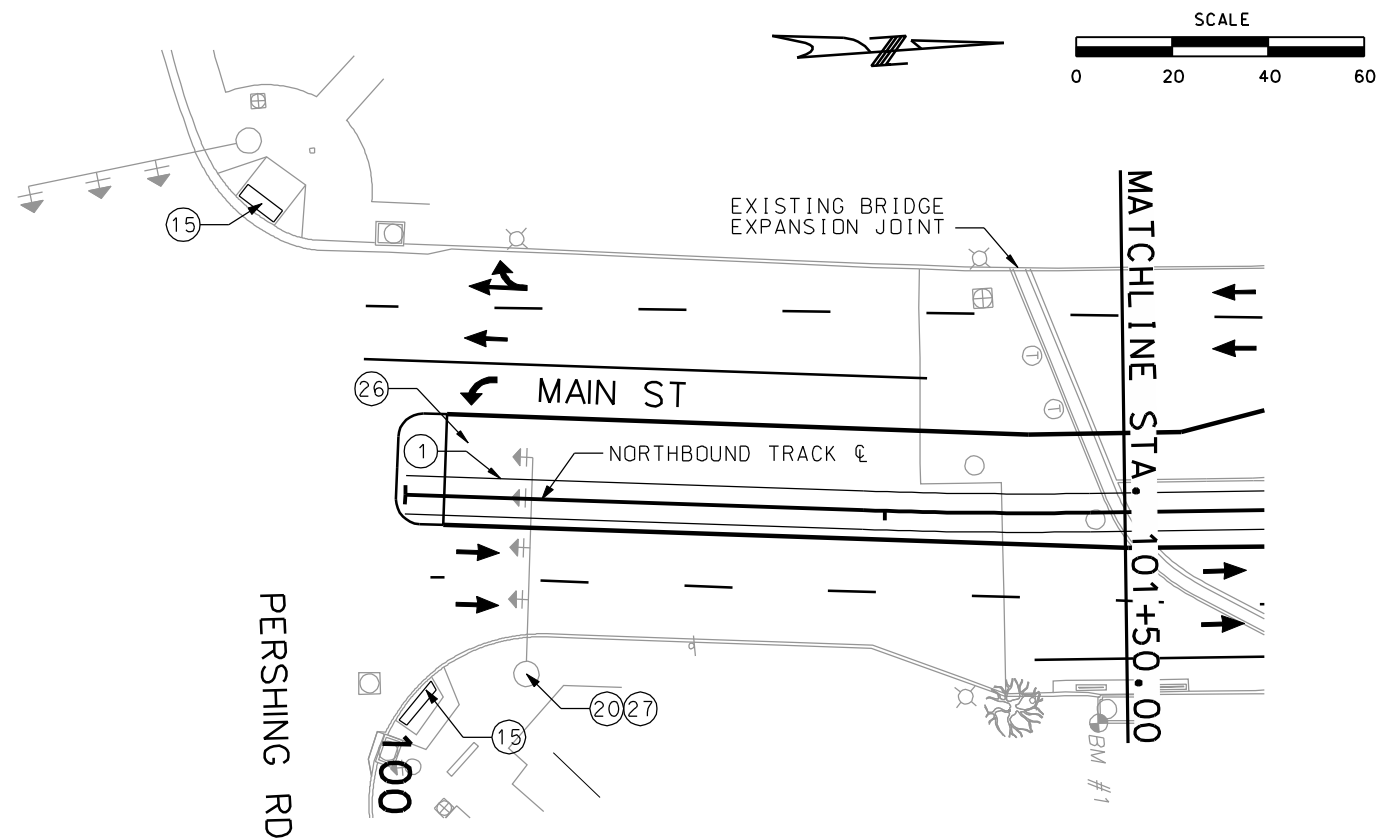 SCALE
0 20 40 60
EXISTING BRIDGE
EXPANSION JOINT
15
MATCHLINE STA. 101+50.00
26
MAIN ST
1
NORTHBOUND TRACK ℄
PERSHING RD
20 27
15
100
BM #1
T
T